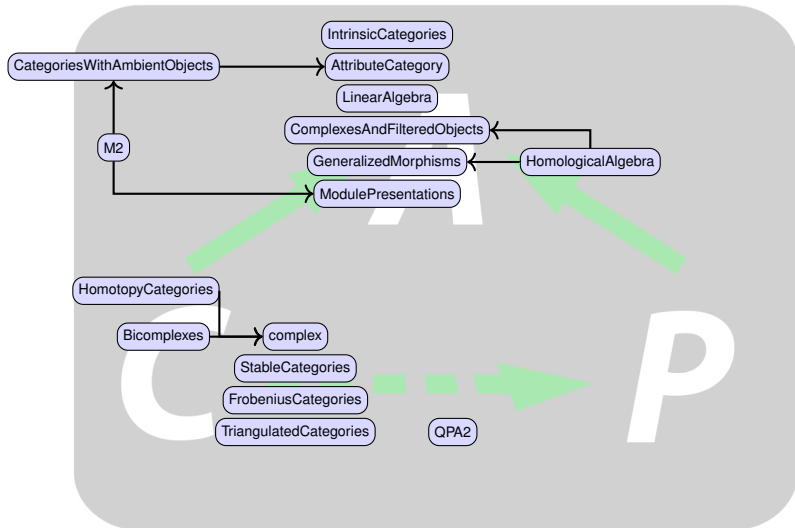 IntrinsicCategories
CategoriesWithAmbientObjects
AttributeCategory
LinearAlgebra
ComplexesAndFilteredObjects
M2
GeneralizedMorphisms
HomologicalAlgebra
ModulePresentations
A
HomotopyCategories
Bicomplexes
complex
StableCategories
FrobeniusCategories
TriangulatedCategories
QPA2
C
P